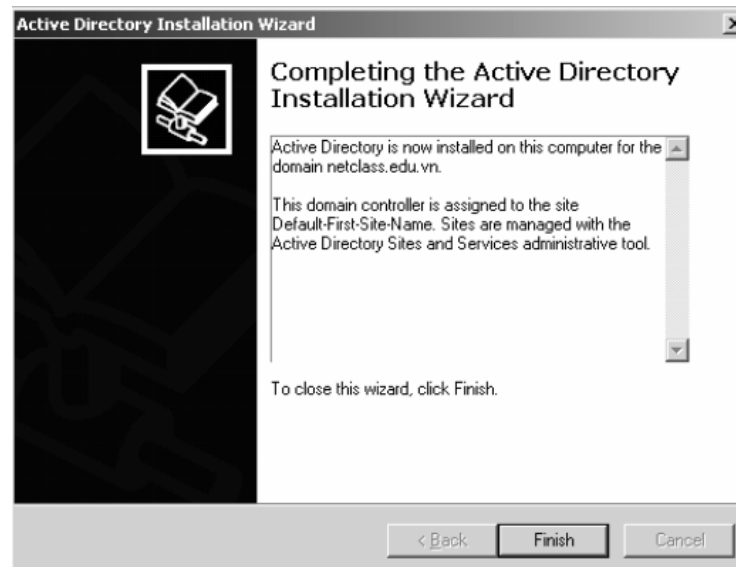 Active Directory Installation Wizard
Completing the Active Directory
Installation Wizard
Active Directory is now installed on this computer for the
domain netclass.edu.vn.
This domain controller is assigned to the site
Default-First-Site-Name. Sites are managed with the
Active Directory Sites and Services administrative tool.
To close this wizard, click Finish.
< Back Finish Cancel